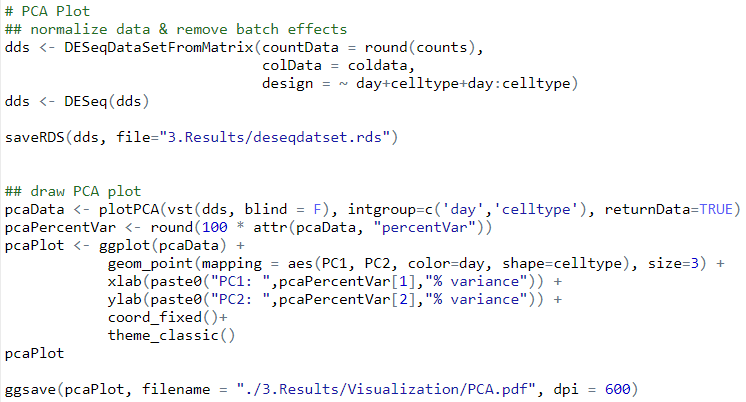 # PCA Plot
## normalize data & remove batch effects
dds <- DESeqDataSetFromMatrix(countData = round(counts),
colData = coldata,
design = ~ day+celltype+day:celltype)
dds <- DESeq(dds)
saveRDS(dds, file="3.Results/deseqdatset.rds")
## draw PCA plot
pcaData <- plotPCA(vst(dds, blind = F), intgroup=c('day','celltype'), returnData=TRUE)
pcaPercentVar <- round(100 * attr(pcaData, "percentVar"))
pcaPlot <- ggplot(pcaData) +
geom_point(mapping = aes(PC1, PC2, color=day, shape=celltype), size=3) +
xlab(paste0("PC1: ",pcaPercentVar[1],"% variance")) +
ylab(paste0("PC2: ",pcaPercentVar[2],"% variance")) +
coord_fixed()+
theme_classic()
pcaPlot
ggsave(pcaPlot, filename = "./3.Results/Visualization/PCA.pdf", dpi = 600)